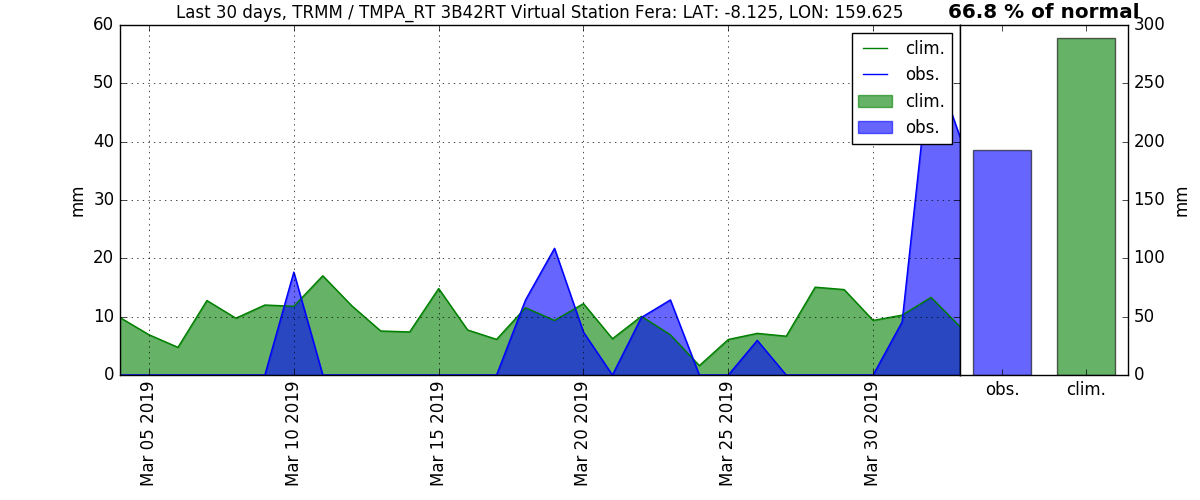 Last 30 days, TRMM / TMPA_RT 3B42RT Virtual Station Fera: LAT: -8.125, LON: 159.625
66.8 % of normal
60
50
40
30
20
10
0
mm
clim.
obs.
clim.
obs.
300
250
200
150
100
50
0
mm
Mar 05 2019
Mar 10 2019
Mar 15 2019
Mar 20 2019
Mar 25 2019
Mar 30 2019
obs.
clim.